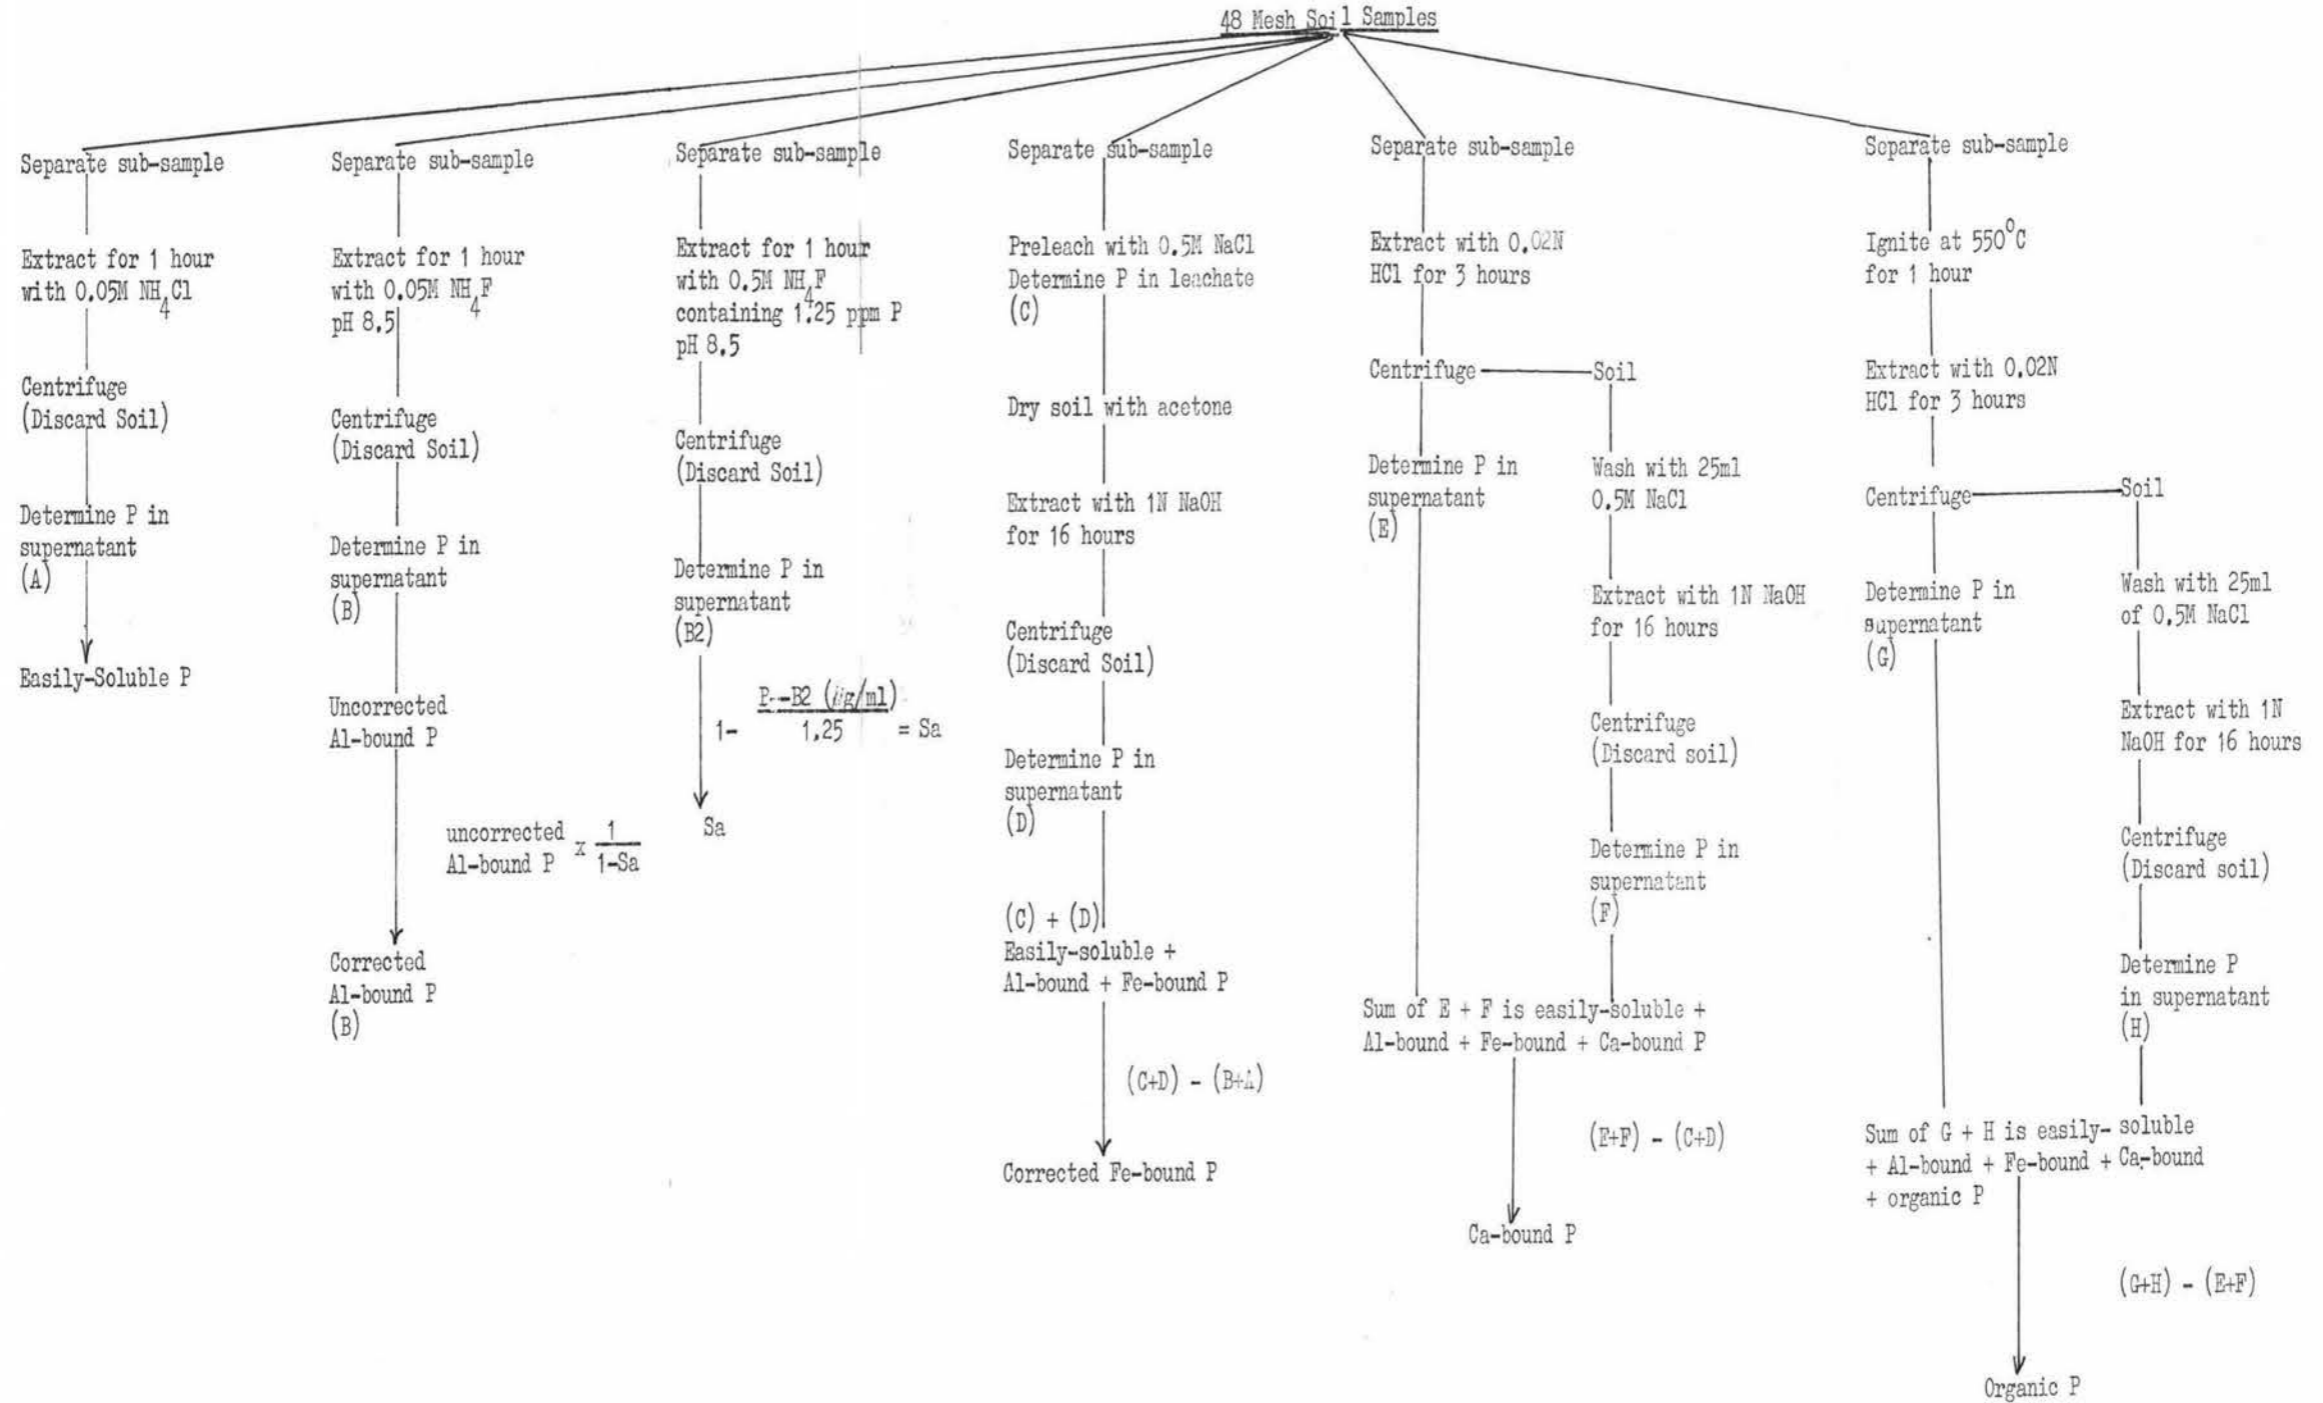 48 Mesh Soil Samples
Separate sub-sample
Extract for 1 hour
with 0.05M NH4Cl
Centrifuge
(Discard Soil)
Determine P in
supernatant
(A)
Easily-Soluble P
Separate sub-sample
Extract for 1 hour
with 0.05M NH4F
pH 8.5
Centrifuge
(Discard Soil)
Determine P in
supernatant
(B)
Uncorrected
Al-bound P
uncorrected
Al-bound P x 1/1-Sa
Corrected
Al-bound P
(B)
Separate sub-sample
Extract for 1 hour
with 0.5M NH4F
containing 1.25 ppm P
pH 8.5
Centrifuge
(Discard Soil)
Determine P in
supernatant
(B2)
P--B2 (µg/ml)
1- 1.25 = Sa
Sa
Separate sub-sample
Preleach with 0.5M NaCl
Determine P in leachate
(C)
Dry soil with acetone
Extract with 1N NaOH
for 16 hours
Centrifuge
(Discard Soil)
Determine P in
supernatant
(D)
(C) + (D)
Easily-soluble +
Al-bound + Fe-bound P
(C+D) - (B+A)
Corrected Fe-bound P
Separate sub-sample
Extract with 0.02N
HCl for 3 hours
Centrifuge
Determine P in
supernatant
(E)
Soil
Wash with 25ml
0.5M NaCl
Extract with 1N NaOH
for 16 hours
Centrifuge
(Discard soil)
Determine P in
supernatant
(F)
Sum of E + F is easily-soluble +
Al-bound + Fe-bound + Ca-bound P
(E+F) - (C+D)
Ca-bound P
Separate sub-sample
Ignite at 550°C
for 1 hour
Extract with 0.02N
HCl for 3 hours
Centrifuge
Determine P in
supernatant
(G)
Soil
Wash with 25ml
of 0.5M NaCl
Extract with 1N
NaOH for 16 hours
Centrifuge
(Discard soil)
Determine P
in supernatant
(H)
Sum of G + H is easily- soluble
+ Al-bound + Fe-bound + Ca-bound
+ organic P
(G+H) - (E+F)
Organic P